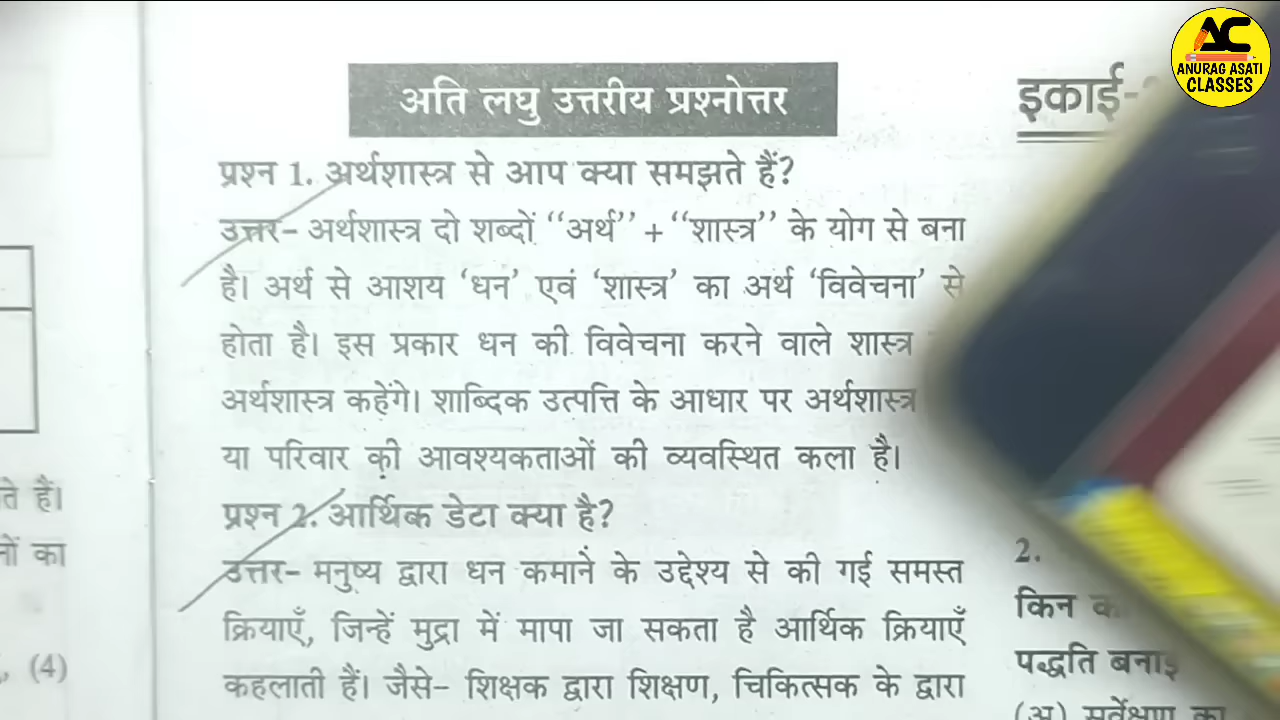 AC
ANURAG ASATI
CLASSES
अति लघु उत्तरीय प्रश्नोत्तर
इकाई-
प्रश्न 1. अर्थशास्त्र से आप क्या समझते हैं?
उत्तर– अर्थशास्त्र दो शब्दों ‘‘अर्थ’’ + ‘‘शास्त्र’’ के योग से बना
है। अर्थ से आशय ‘धन’ एवं ‘शास्त्र’ का अर्थ ‘विवेचना’ से
होता है। इस प्रकार धन की विवेचना करने वाले शास्त्र
अर्थशास्त्र कहेंगे। शाब्दिक उत्पत्ति के आधार पर अर्थशास्त्र
या परिवार की आवश्यकताओं की व्यवस्थित कला है।
प्रश्न 2. आर्थिक डेटा क्या है?
उत्तर– मनुष्य द्वारा धन कमाने के उद्देश्य से की गई समस्त
क्रियाएँ, जिन्हें मुद्रा में मापा जा सकता है आर्थिक क्रियाएँ
कहलाती हैं। जैसे– शिक्षक द्वारा शिक्षण, चिकित्सक के द्वारा
ते हैं।
नों का
, (4)
2.
किन
पद्धति
(अ) सर्वेक्षण का